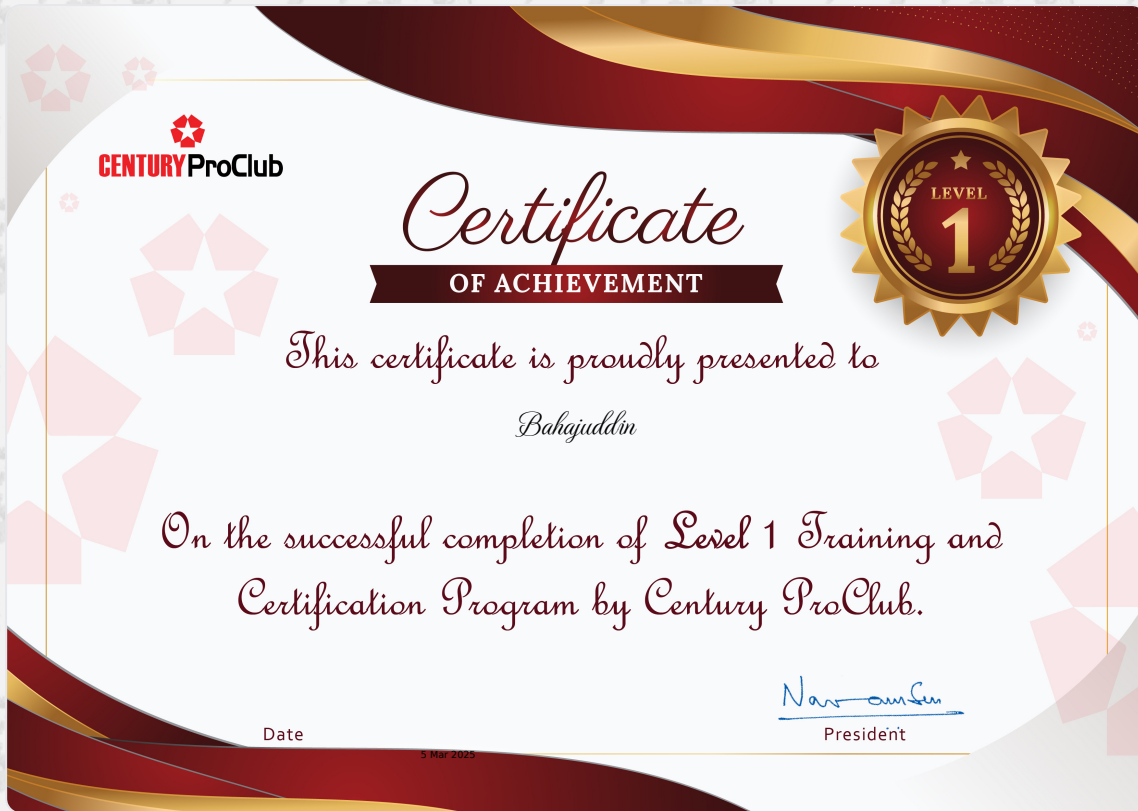 CENTURY ProClub
LEVEL
1
Certificate
OF ACHIEVEMENT
This certificate is proudly presented to
Bahajuddin
On the successful completion of Level 1 Training and
Certification Program by Century ProClub.
Date
President
5 Mar 2025